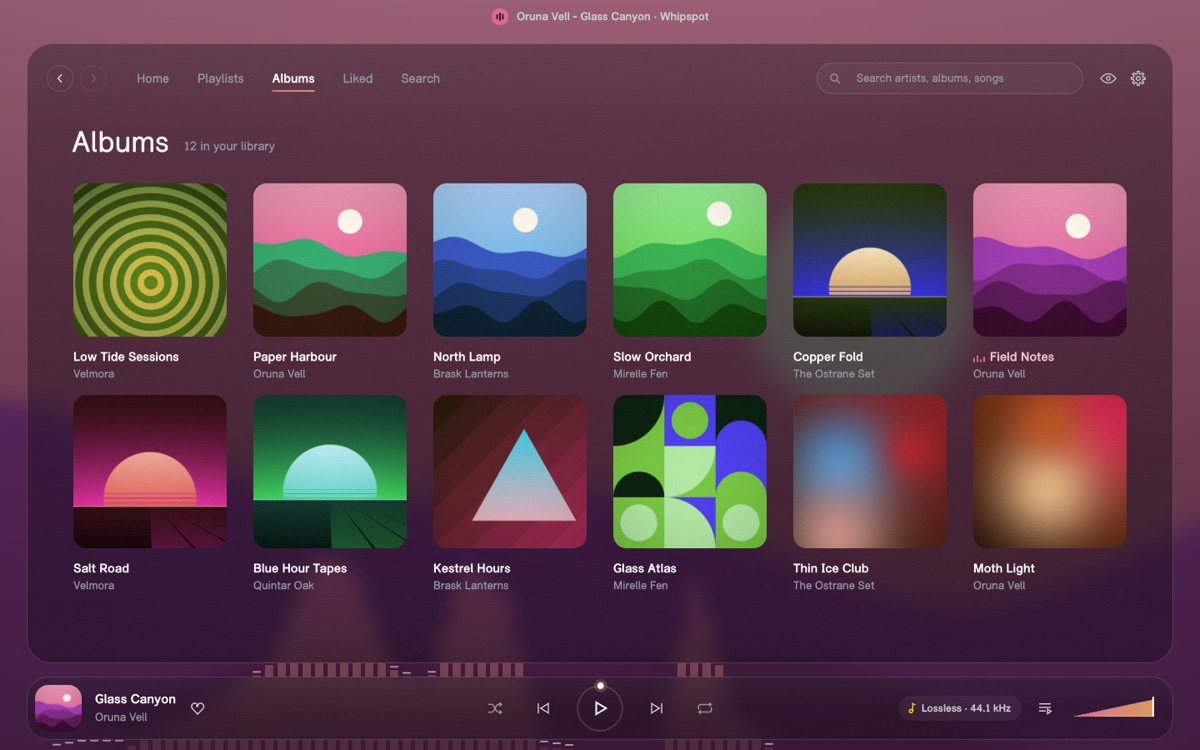 Oruna Vell - Glass Canyon · Whipspot
Home
Playlists
Albums
Liked
Search
Search artists, albums, songs
Albums
12 in your library
Low Tide Sessions
Velmora
Paper Harbour
Oruna Vell
North Lamp
Brask Lanterns
Slow Orchard
Mirelle Fen
Copper Fold
The Ostrane Set
Field Notes
Oruna Vell
Salt Road
Velmora
Blue Hour Tapes
Quintar Oak
Kestrel Hours
Brask Lanterns
Glass Atlas
Mirelle Fen
Thin Ice Club
The Ostrane Set
Moth Light
Oruna Vell
Glass Canyon
Oruna Vell
Lossless · 44.1 kHz